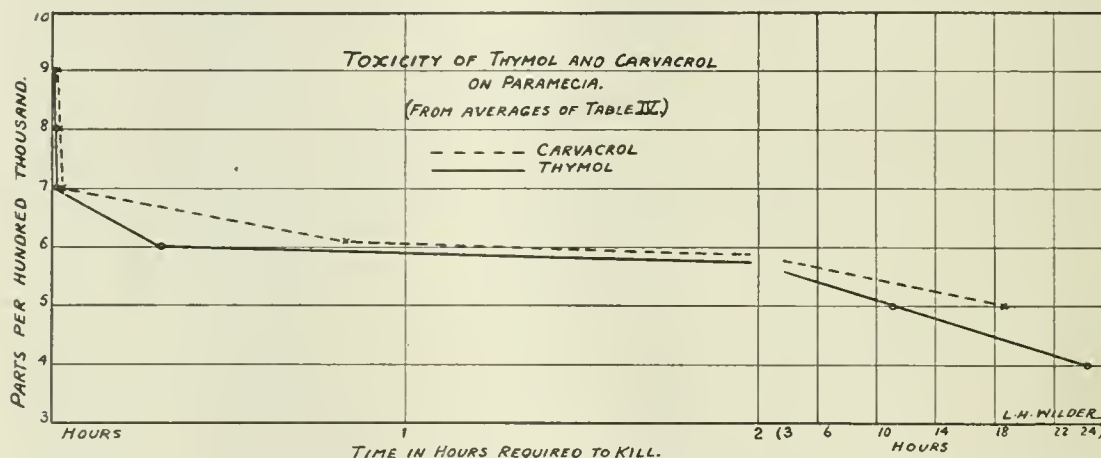 TOXICITY OF THYMOL AND CARVACROL
ON PARAMECIA.
(FROM AVERAGES OF TABLE IV.)
CARVACROL
THYMOL
PARTS PER HUNDRED THOUSAND.
10
9
8
7
6
5
4
3
L.H. WILDER
HOURS 1 2 (3 6 10 14 18 22 24)
TIME IN HOURS REQUIRED TO KILL. HOURS